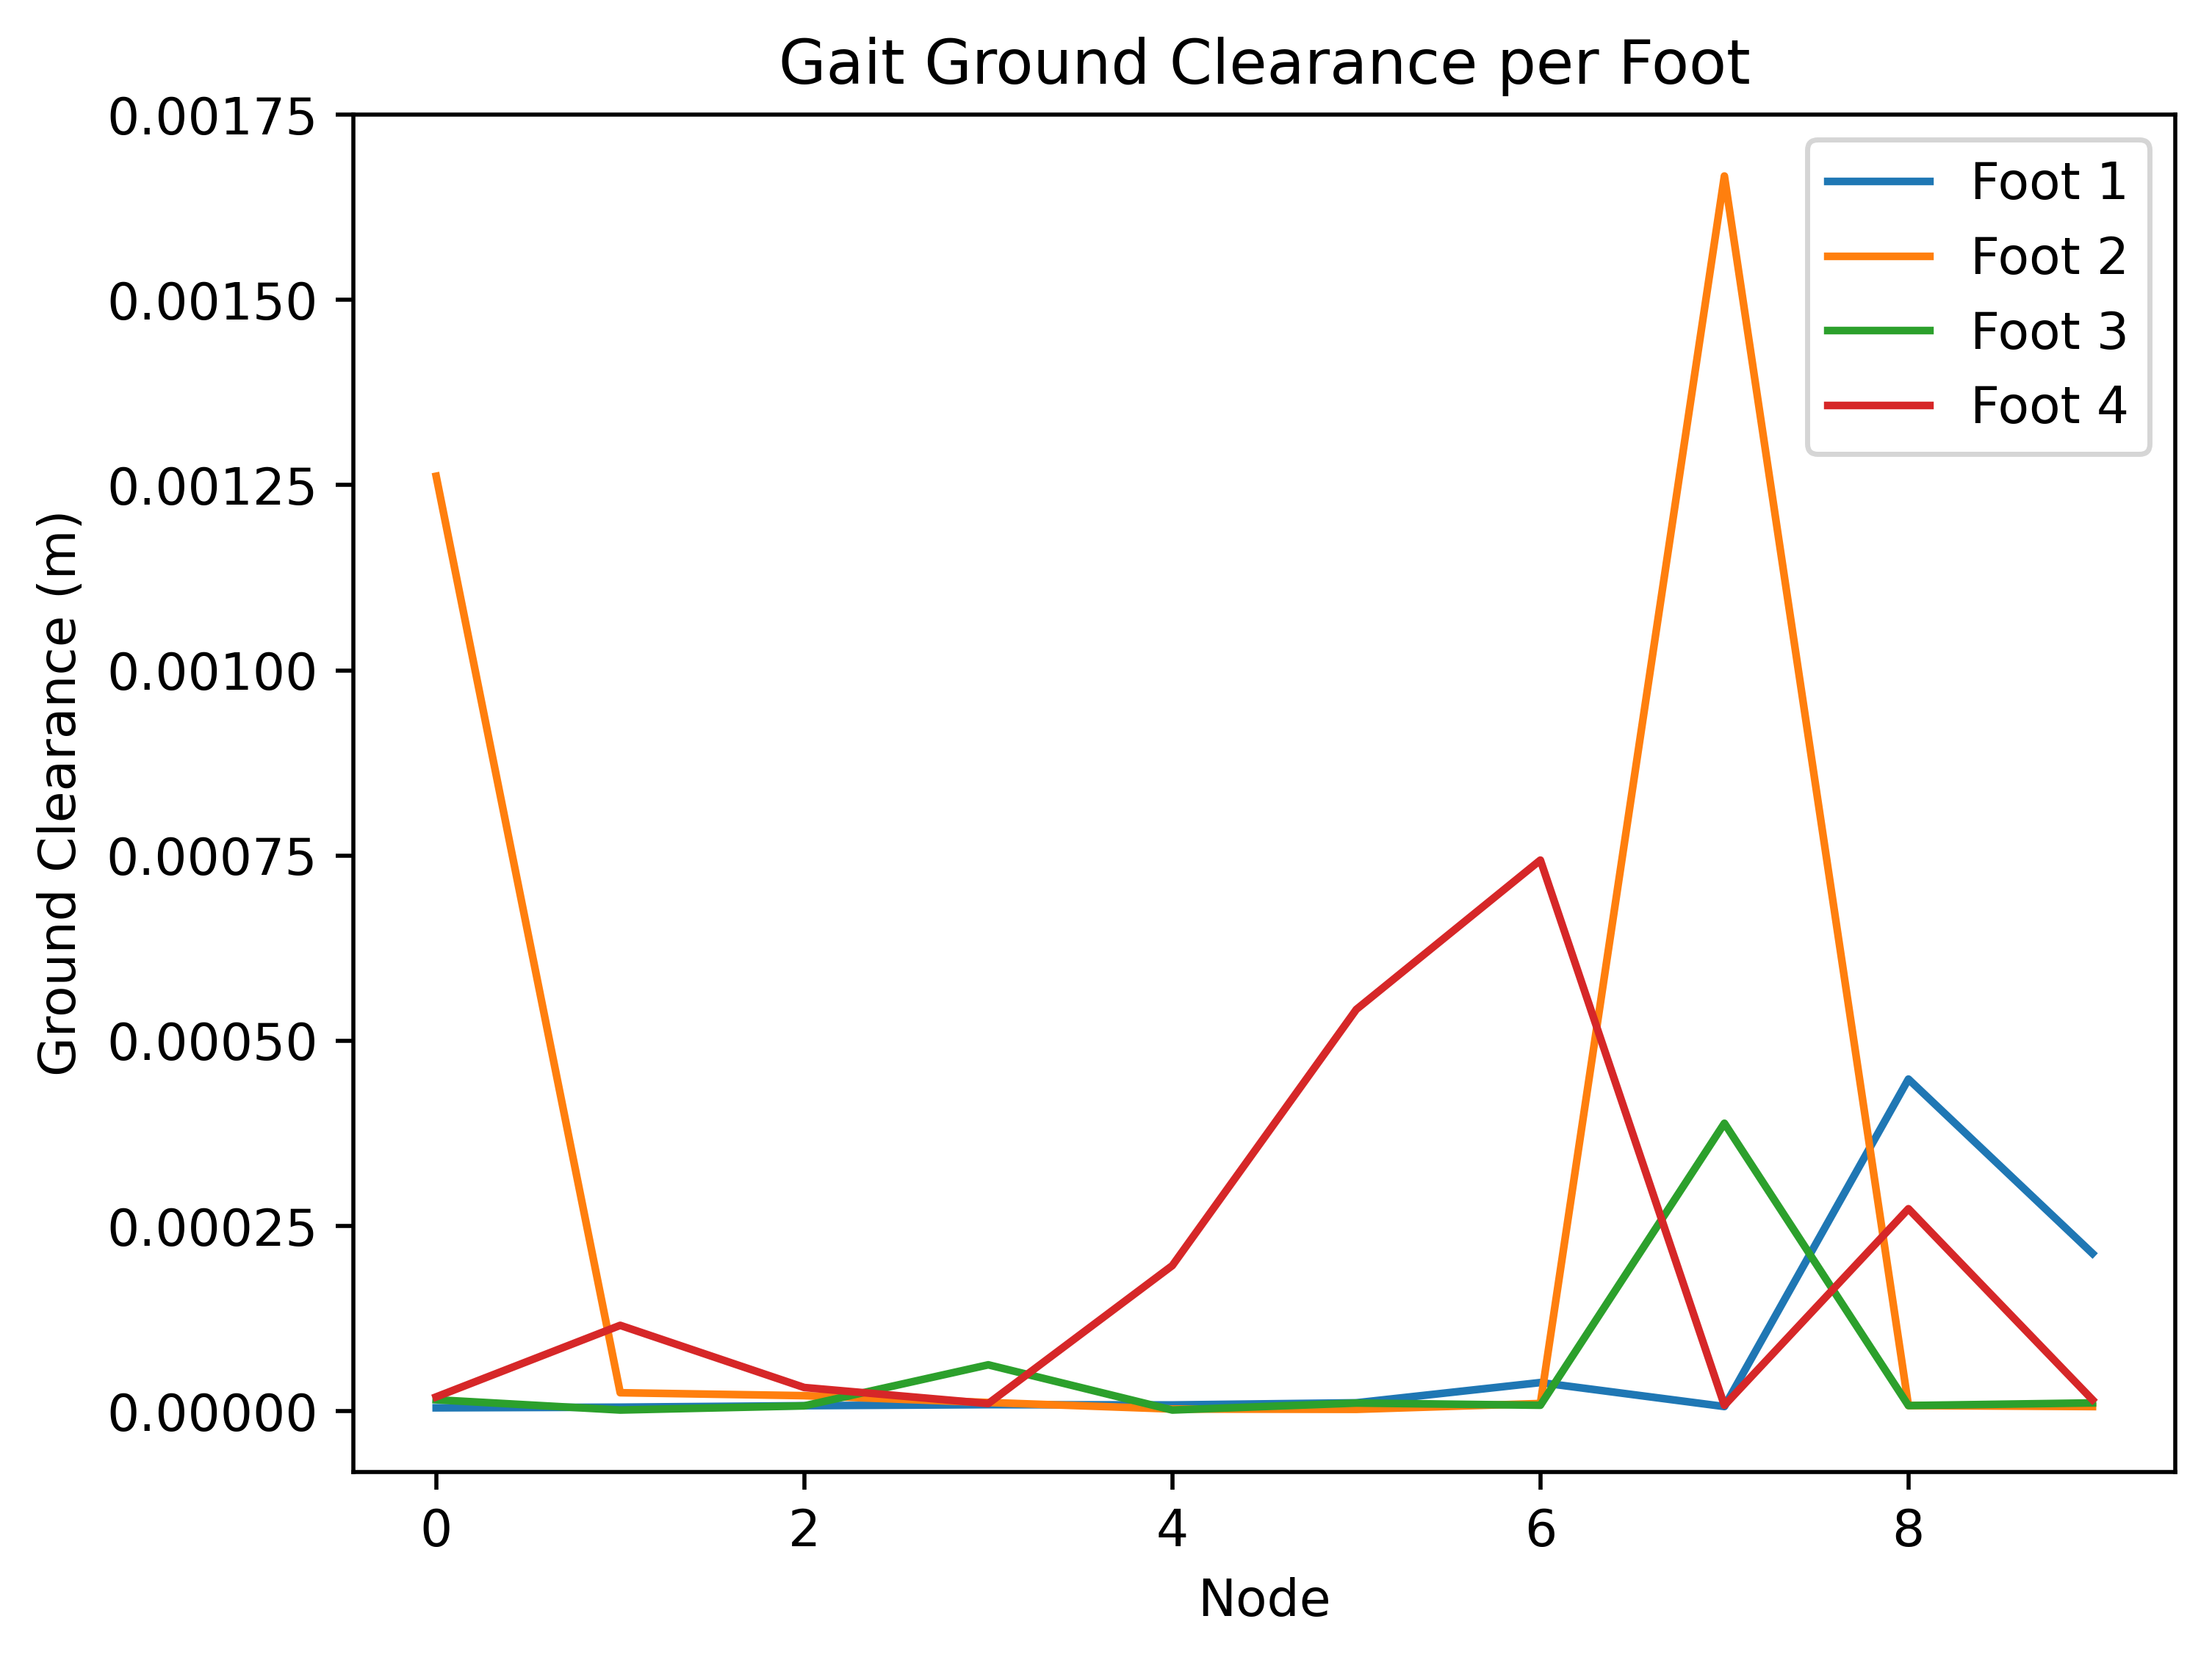 Gait Ground Clearance per Foot
0.00175
0.00150
0.00125
0.00100
0.00075
0.00050
0.00025
0.00000
Ground Clearance (m)
Foot 1
Foot 2
Foot 3
Foot 4
0 2 4 6 8
Node